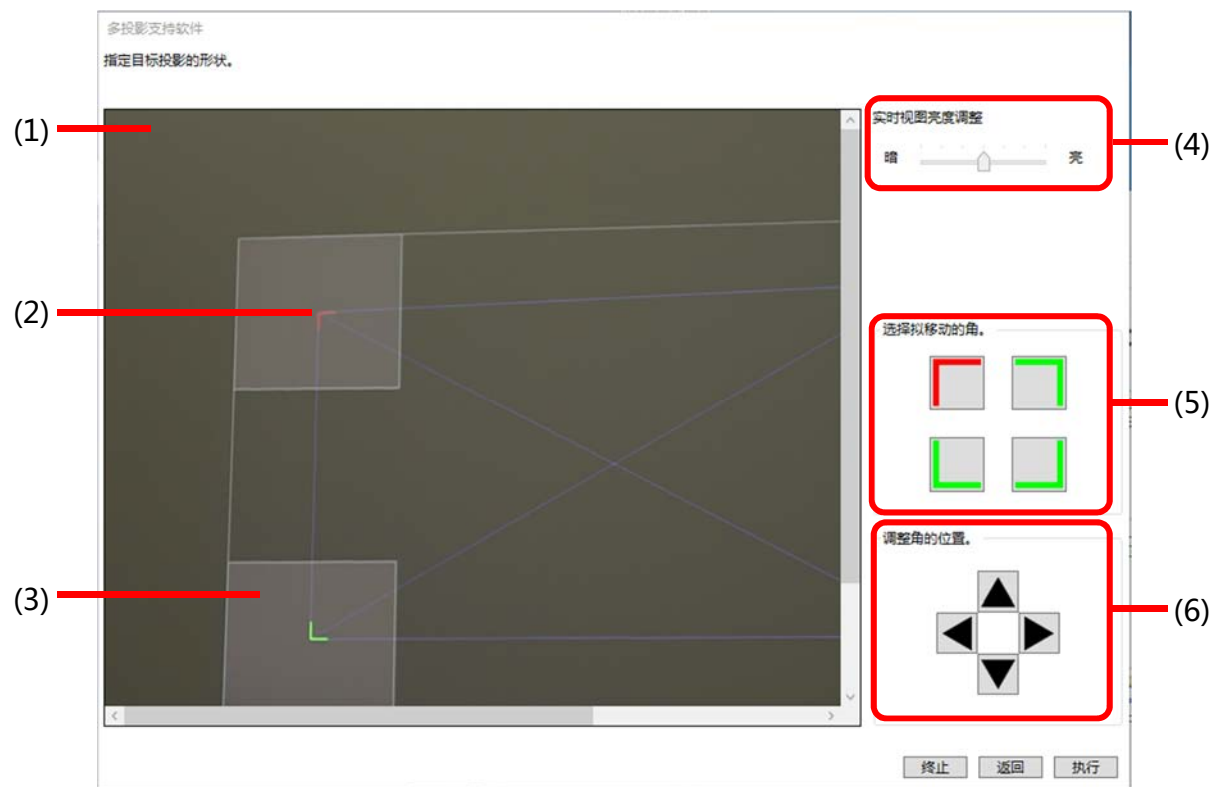 多投影支持软件
指定目标投影的形状。
(1)
实时视图亮度调整
暗
亮
(4)
(2)
选择拟移动的角。
(5)
调整角的位置。
(3)
(6)
终止
返回
执行